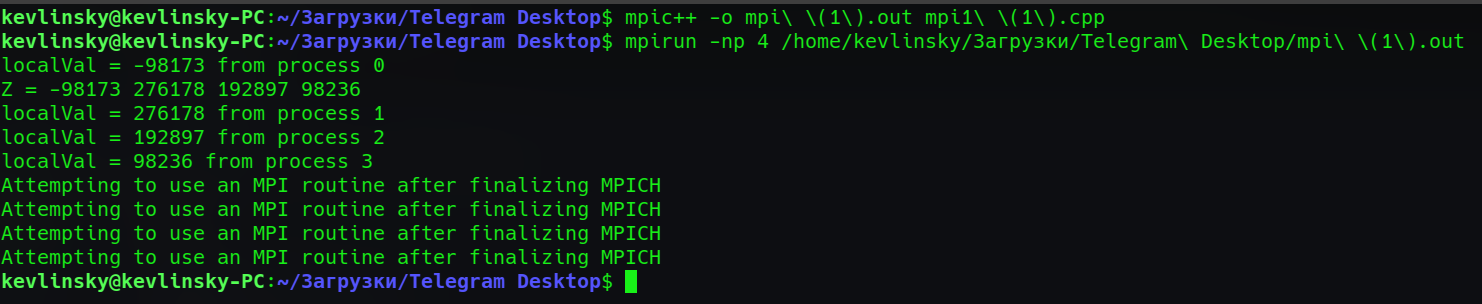 kevlinsky@kevlinsky-PC:~/Загрузки/Telegram Desktop$ mpic++ -o mpi\ \(1\).out mpi1\ \(1\).cpp
kevlinsky@kevlinsky-PC:~/Загрузки/Telegram Desktop$ mpirun -np 4 /home/kevlinsky/Загрузки/Telegram\ Desktop/mpi\ \(1\).out
localVal = -98173 from process 0
Z = -98173 276178 192897 98236
localVal = 276178 from process 1
localVal = 192897 from process 2
localVal = 98236 from process 3
Attempting to use an MPI routine after finalizing MPICH
Attempting to use an MPI routine after finalizing MPICH
Attempting to use an MPI routine after finalizing MPICH
Attempting to use an MPI routine after finalizing MPICH
kevlinsky@kevlinsky-PC:~/Загрузки/Telegram Desktop$